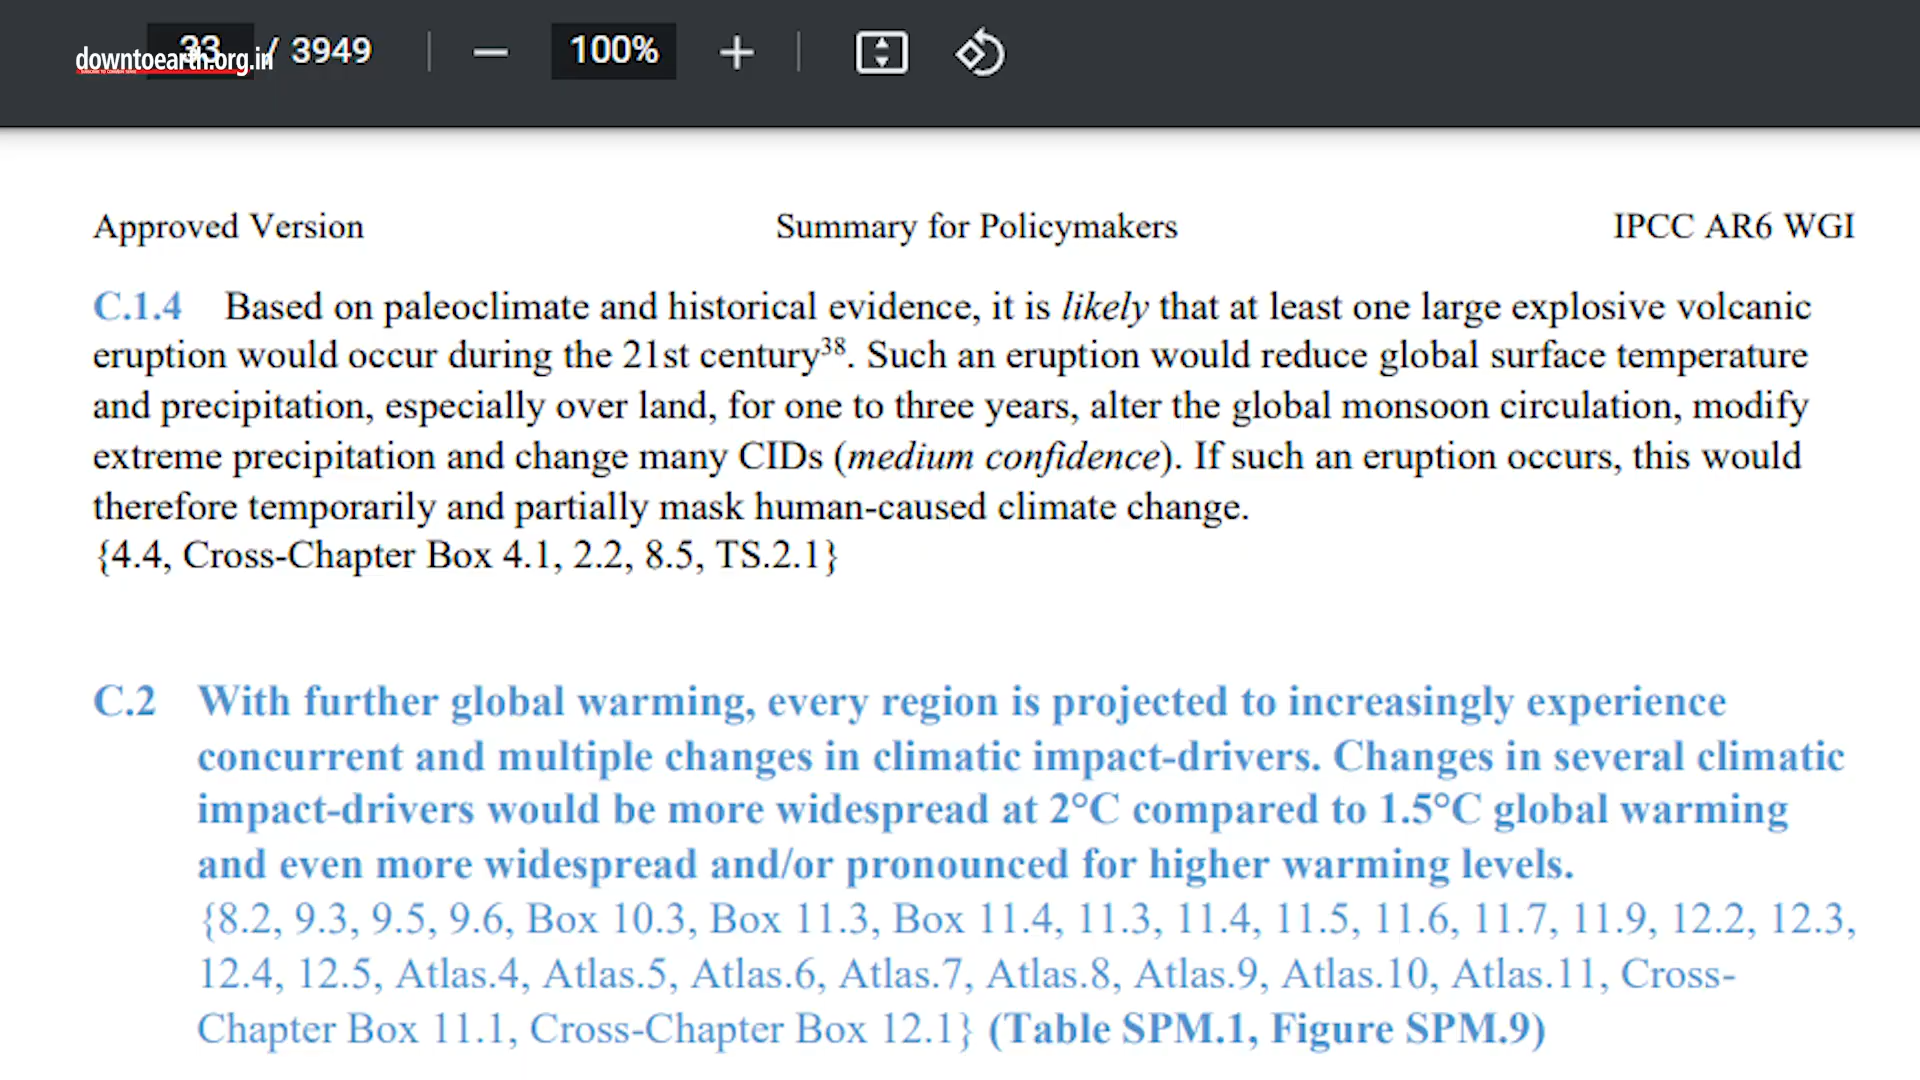 downtoearth.org.in
33 / 3949
100%
Approved Version Summary for Policymakers IPCC AR6 WGI
C.1.4 Based on paleoclimate and historical evidence, it is likely that at least one large explosive volcanic
eruption would occur during the 21st century³⁸. Such an eruption would reduce global surface temperature
and precipitation, especially over land, for one to three years, alter the global monsoon circulation, modify
extreme precipitation and change many CIDs (medium confidence). If such an eruption occurs, this would
therefore temporarily and partially mask human-caused climate change.
{4.4, Cross-Chapter Box 4.1, 2.2, 8.5, TS.2.1}
C.2 With further global warming, every region is projected to increasingly experience
concurrent and multiple changes in climatic impact-drivers. Changes in several climatic
impact-drivers would be more widespread at 2°C compared to 1.5°C global warming
and even more widespread and/or pronounced for higher warming levels.
{8.2, 9.3, 9.5, 9.6, Box 10.3, Box 11.3, Box 11.4, 11.3, 11.4, 11.5, 11.6, 11.7, 11.9, 12.2, 12.3,
12.4, 12.5, Atlas.4, Atlas.5, Atlas.6, Atlas.7, Atlas.8, Atlas.9, Atlas.10, Atlas.11, Cross-
Chapter Box 11.1, Cross-Chapter Box 12.1} (Table SPM.1, Figure SPM.9)